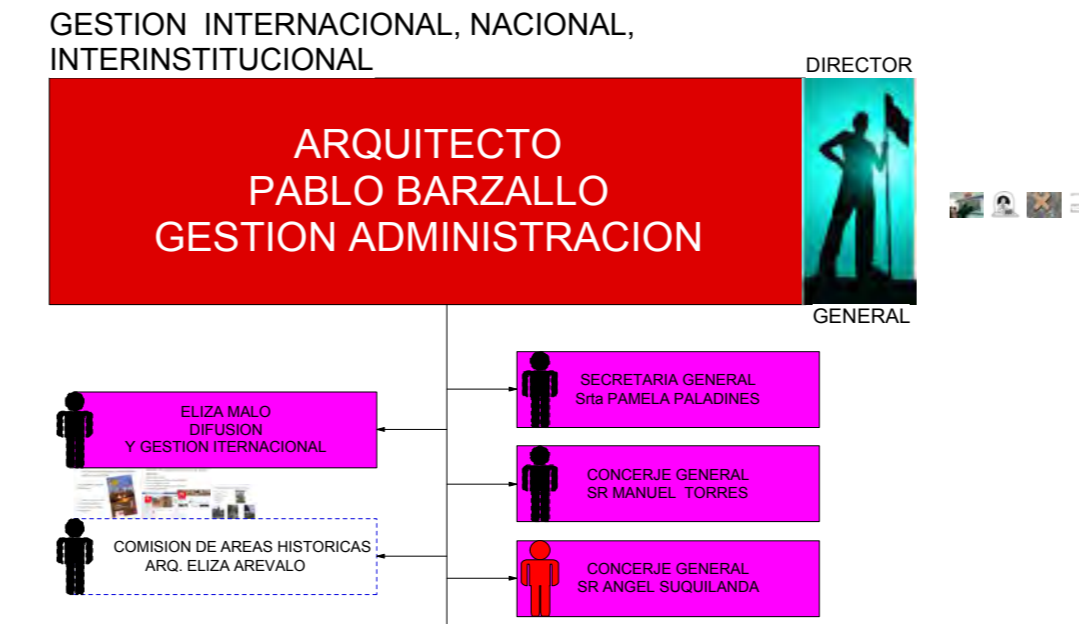 GESTION INTERNACIONAL, NACIONAL,
INTERINSTITUCIONAL
DIRECTOR
ARQUITECTO
PABLO BARZALLO
GESTION ADMINISTRACION
GENERAL
SECRETARIA GENERAL
Srta PAMELA PALADINES
ELIZA MALO
DIFUSION
Y GESTION ITERNACIONAL
CONCERJE GENERAL
SR MANUEL TORRES
COMISION DE AREAS HISTORICAS
ARQ. ELIZA AREVALO
CONCERJE GENERAL
SR ANGEL SUQUILANDA